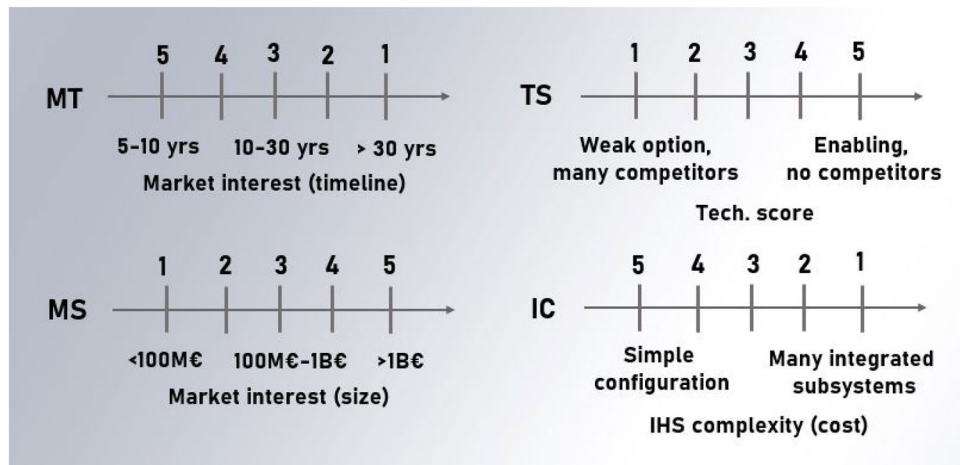 5 4 3 2 1
MT
5-10 yrs 10-30 yrs > 30 yrs
Market interest (timeline)
1 2 3 4 5
TS
Weak option, Enabling,
many competitors no competitors
Tech. score
1 2 3 4 5
MS
<100M€ 100M€-1B€ >1B€
Market interest (size)
5 4 3 2 1
IC
Simple Many integrated
configuration subsystems
IHS complexity (cost)